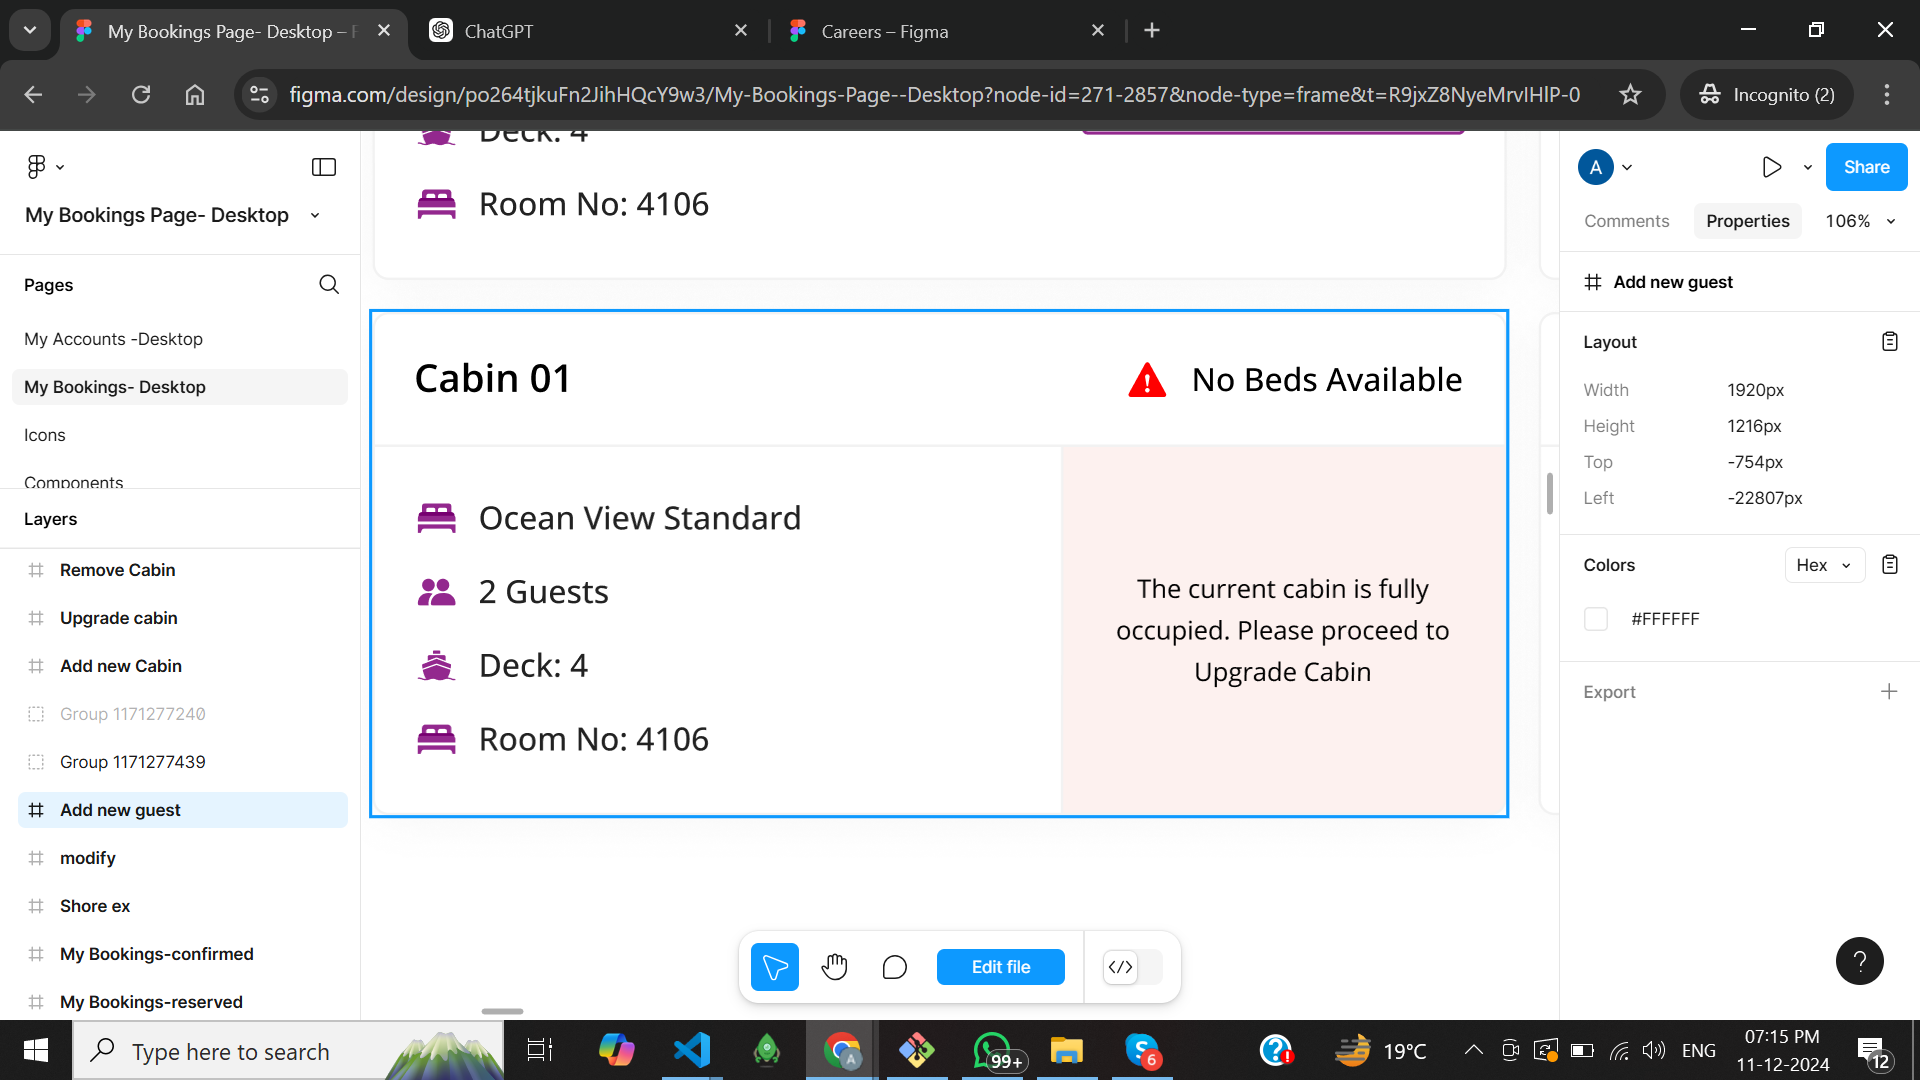 My Bookings Page- Desktop – F
ChatGPT
Careers – Figma
figma.com/design/po264tjkuFn2JihHQcY9w3/My-Bookings-Page--Desktop?node-id=271-2857&node-type=frame&t=R9jxZ8NyeMrvIHlP-0
Incognito (2)
My Bookings Page- Desktop
Pages
My Accounts -Desktop
My Bookings- Desktop
Icons
Components
Layers
Remove Cabin
Upgrade cabin
Add new Cabin
Group 1171277240
Group 1171277439
Add new guest
modify
Shore ex
My Bookings-confirmed
My Bookings-reserved
Deck: 4
Room No: 4106
Cabin 01
No Beds Available
Ocean View Standard
2 Guests
Deck: 4
Room No: 4106
The current cabin is fully
occupied. Please proceed to
Upgrade Cabin
Edit file
A
Share
Comments
Properties
106%
Add new guest
Layout
Width
1920px
Height
1216px
Top
-754px
Left
-22807px
Colors
Hex
#FFFFFF
Export
?
Type here to search
A
99+
6
19°C
ENG
07:15 PM
11-12-2024
12